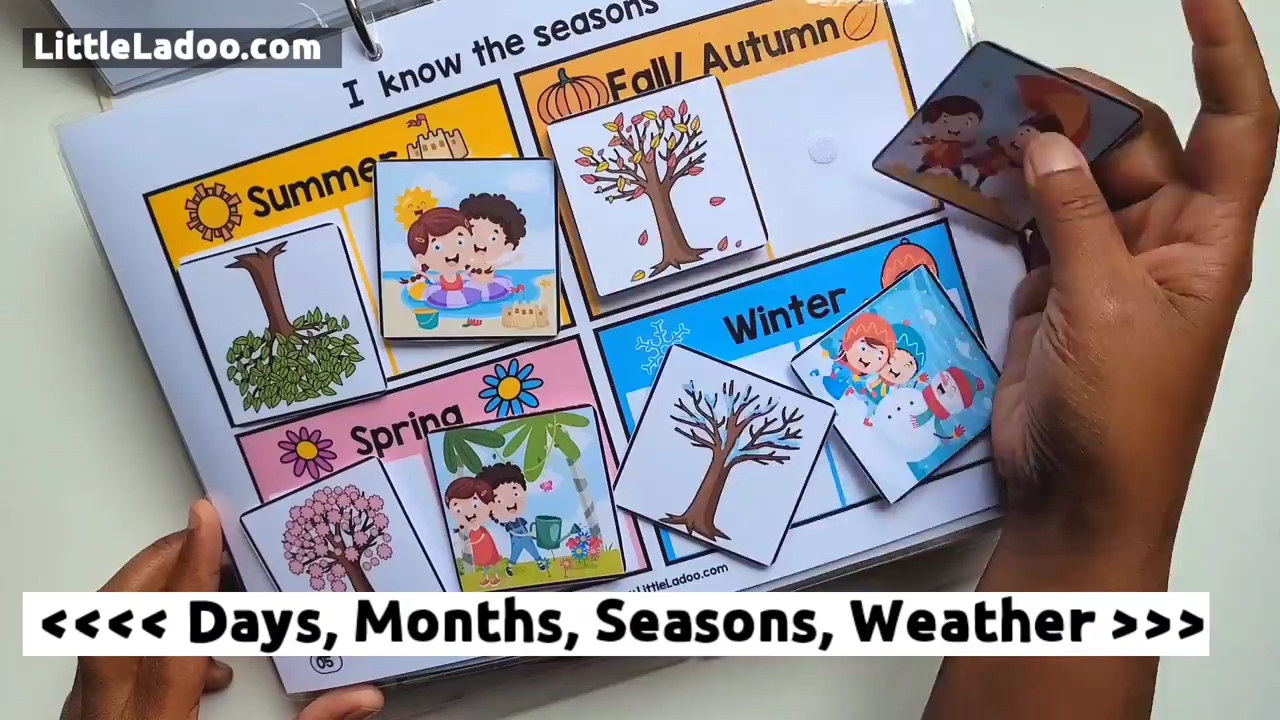 LittleLadoo.com
I know the seasons
Summer
Fall/ Autumn
Spring
Winter
LittleLadoo.com
<<<< Days, Months, Seasons, Weather >>>
05